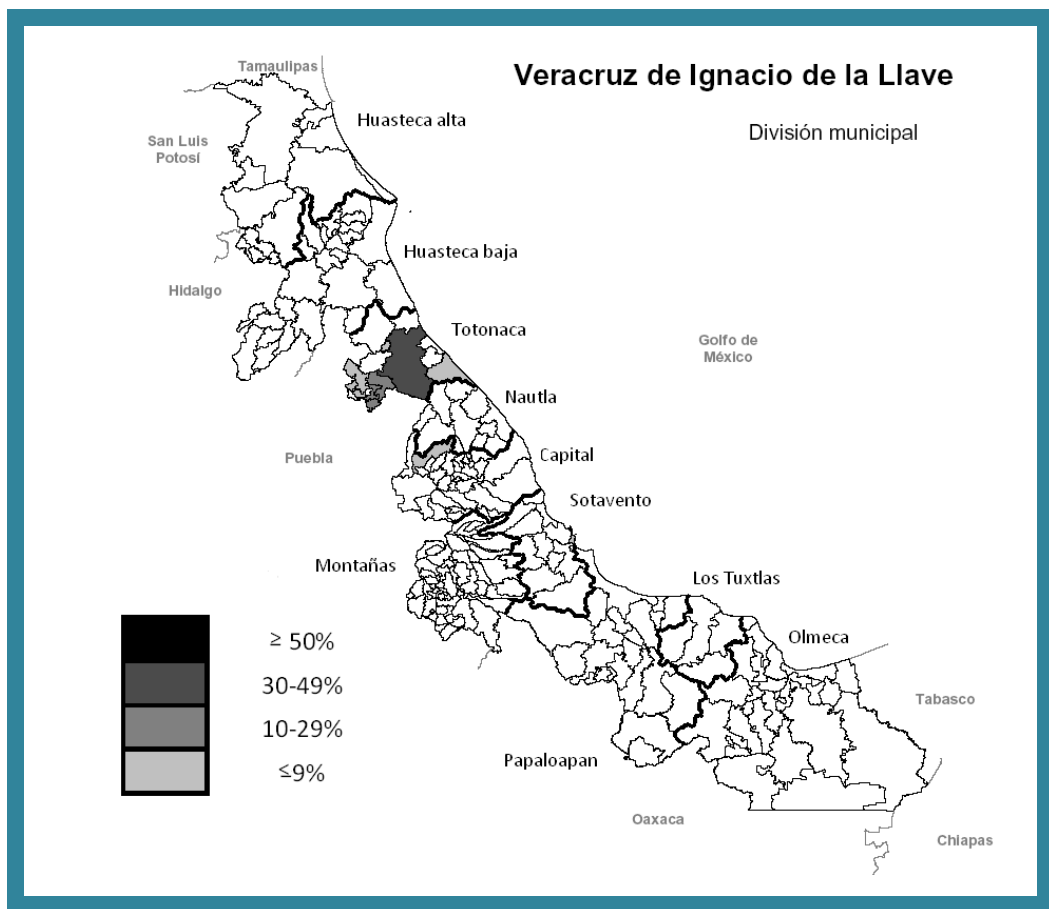 Veracruz de Ignacio de la Llave
División municipal
Tamaulipas
Huasteca alta
San Luis
Potosí
Huasteca baja
Hidalgo
Totonaca
Golfo de
México
Nautla
Puebla
Capital
Sotavento
Montañas
Los Tuxtlas
Olmeca
≥ 50%
30-49%
10-29%
≤9%
Tabasco
Papaloapan
Oaxaca
Chiapas